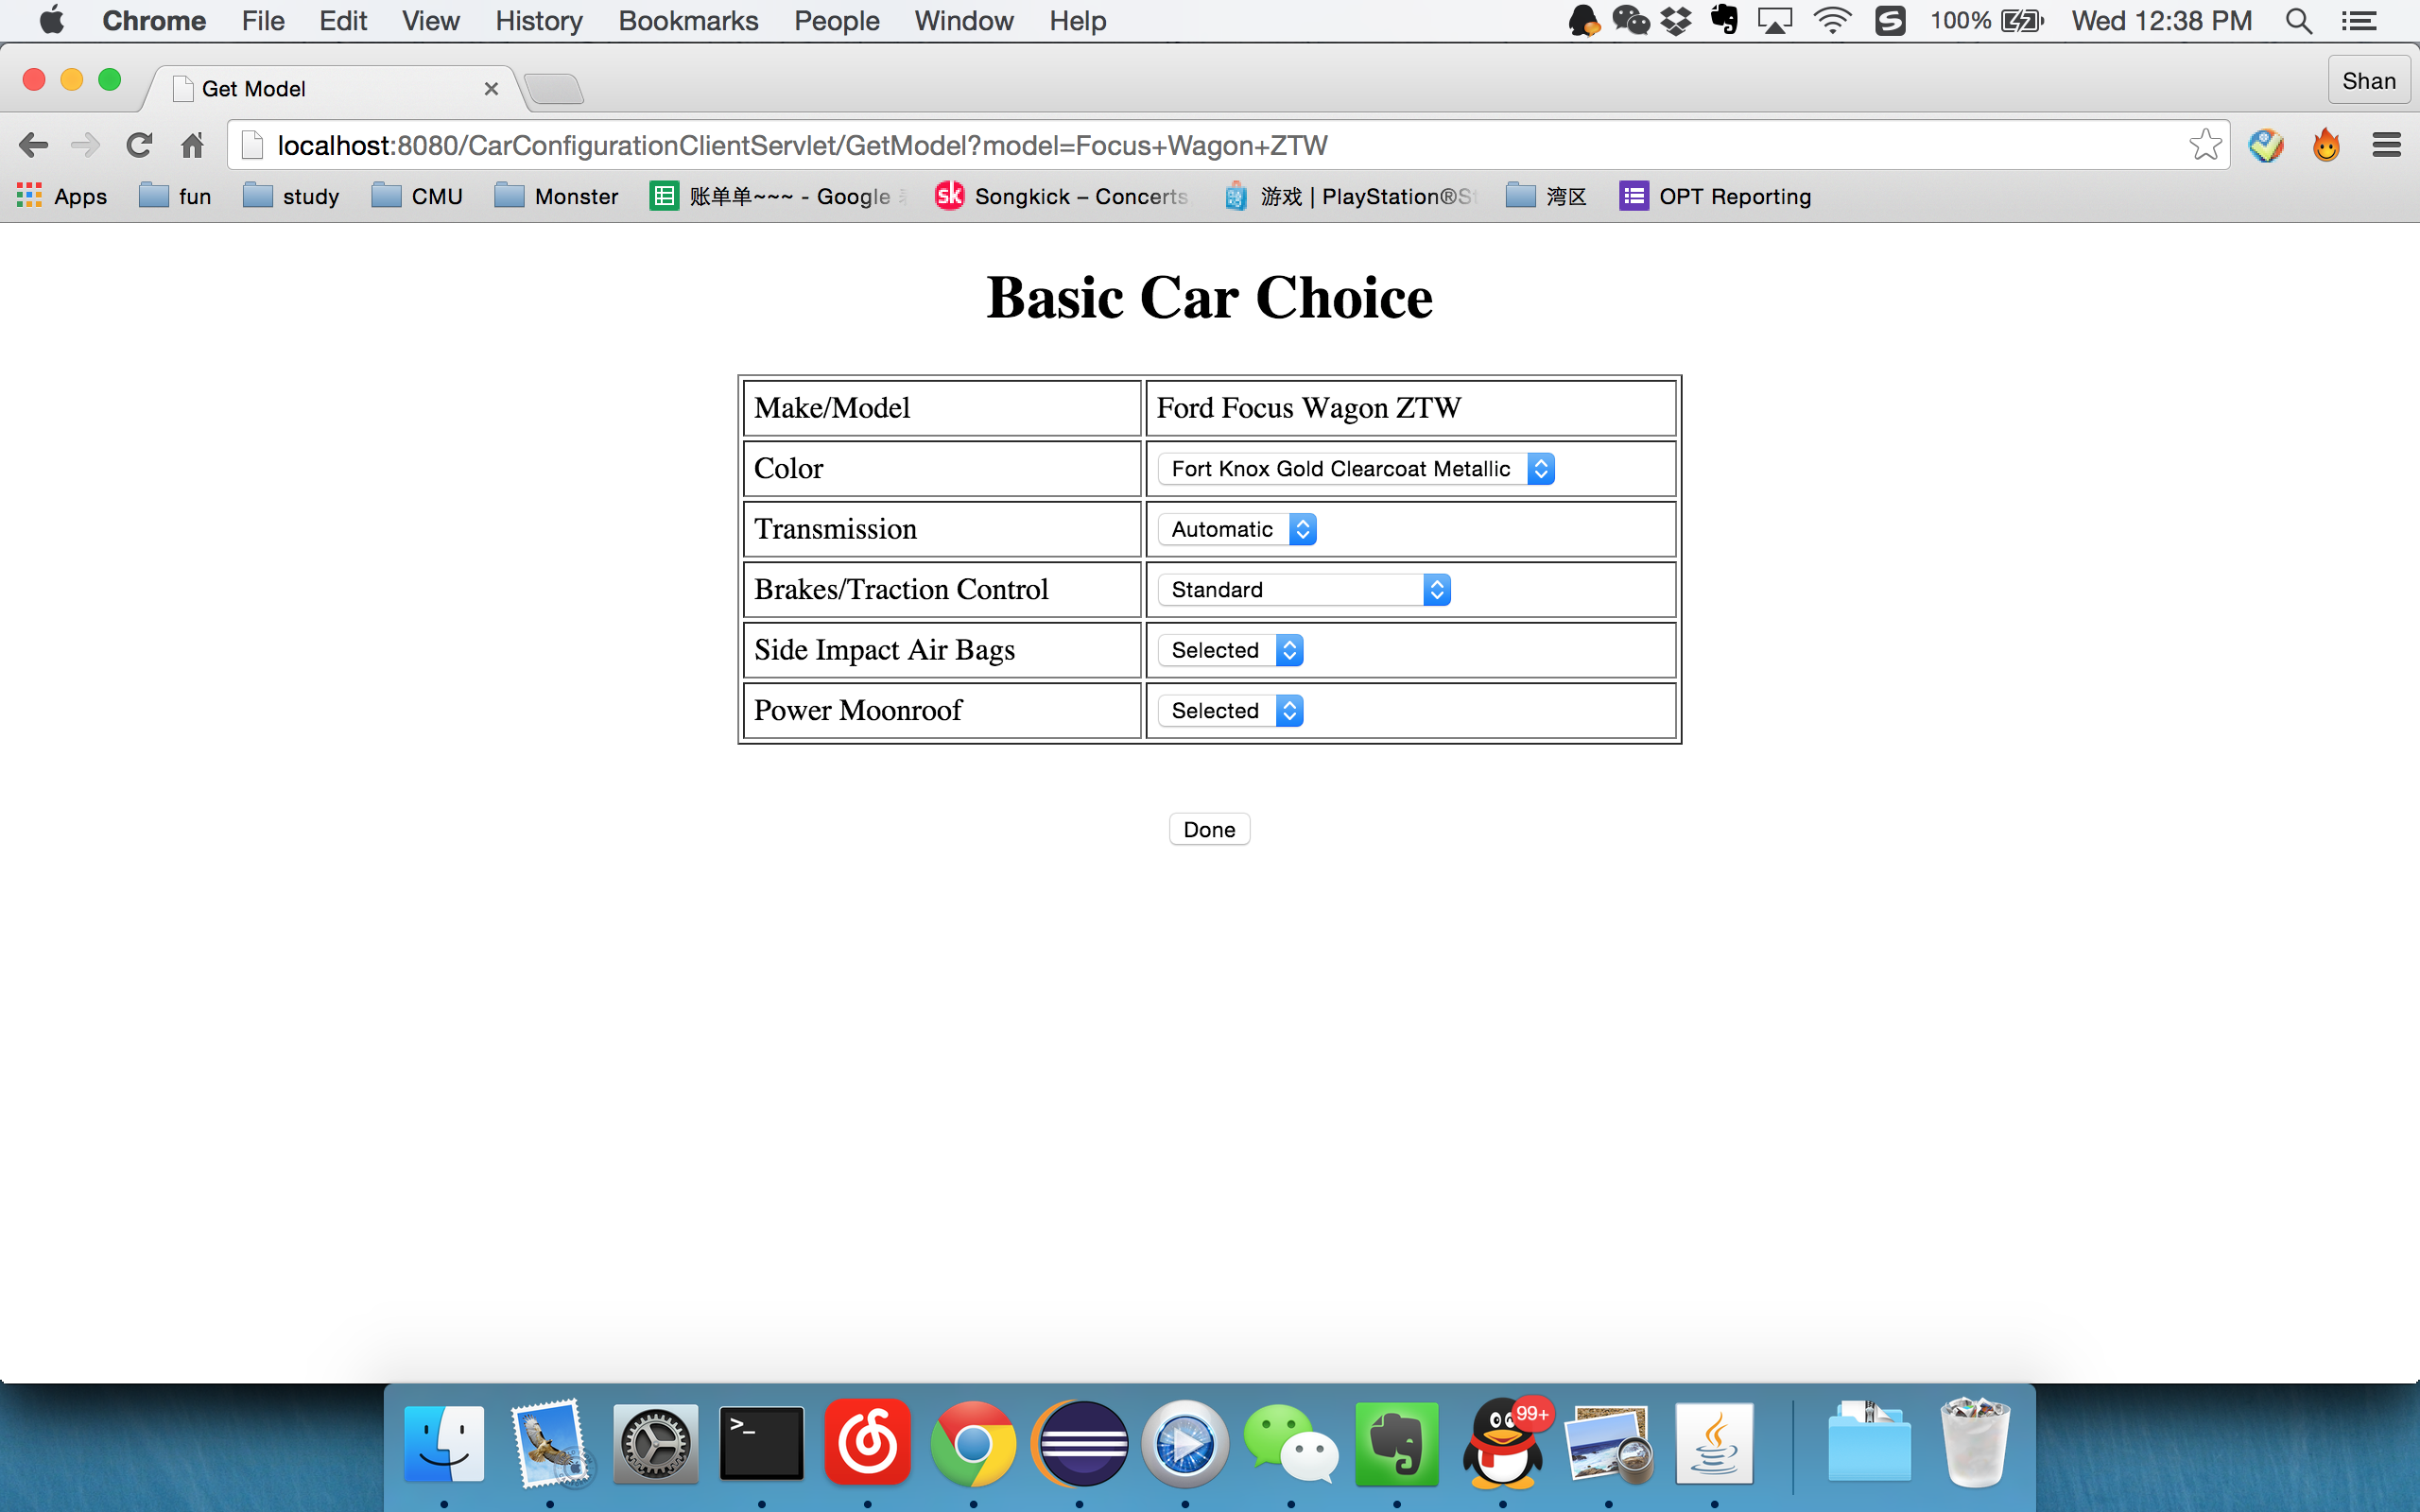 Chrome File Edit View History Bookmarks People Window Help 100% Wed 12:38 PM
Get Model Shan
localhost:8080/CarConfigurationClientServlet/GetModel?model=Focus+Wagon+ZTW
Apps fun study CMU Monster 账单单~~~ - Google sk Songkick – Concerts 游戏 | PlayStation®St 湾区 OPT Reporting
Basic Car Choice
Make/Model Ford Focus Wagon ZTW
Color Fort Knox Gold Clearcoat Metallic
Transmission Automatic
Brakes/Traction Control Standard
Side Impact Air Bags Selected
Power Moonroof Selected
Done
>_ 99+